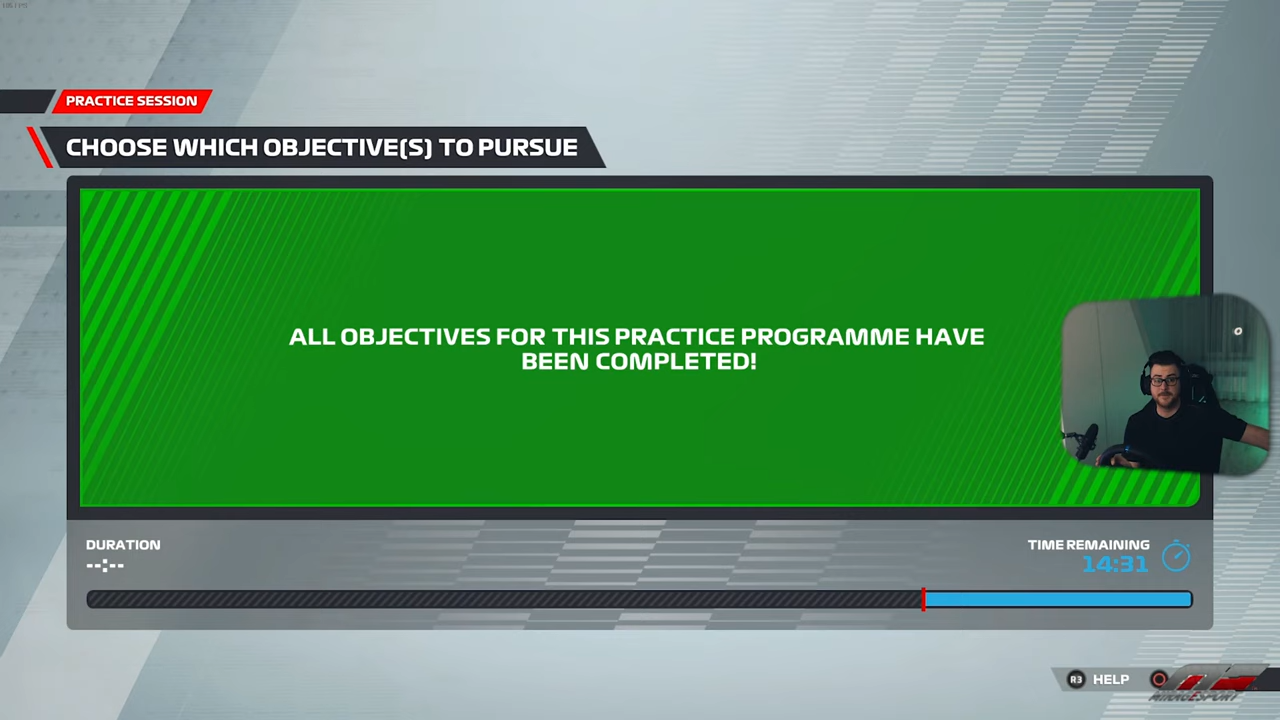 PRACTICE SESSION
CHOOSE WHICH OBJECTIVE(S) TO PURSUE
ALL OBJECTIVES FOR THIS PRACTICE PROGRAMME HAVE
BEEN COMPLETED!
DURATION
--:--
TIME REMAINING
14:31
R3 HELP